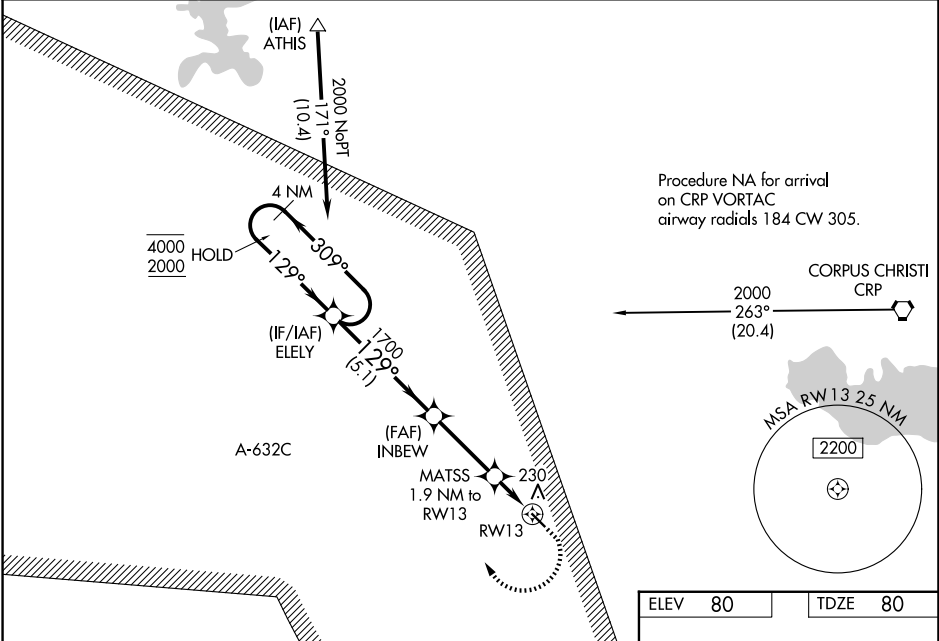 (IAF)
ATHIS
2000 NoPT
171°
(10.4)
4 NM
4000
2000
HOLD
309°
129°
(IF/IAF)
ELELY
1700
129°
(5.1)
(FAF)
INBEW
A-632C
MATSS
1.9 NM to
RW13
230
RW13
Procedure NA for arrival
on CRP VORTAC
airway radials 184 CW 305.
CORPUS CHRISTI
CRP
2000
263°
(20.4)
MSA RW13 25 NM
2200
ELEV 80
TDZE 80